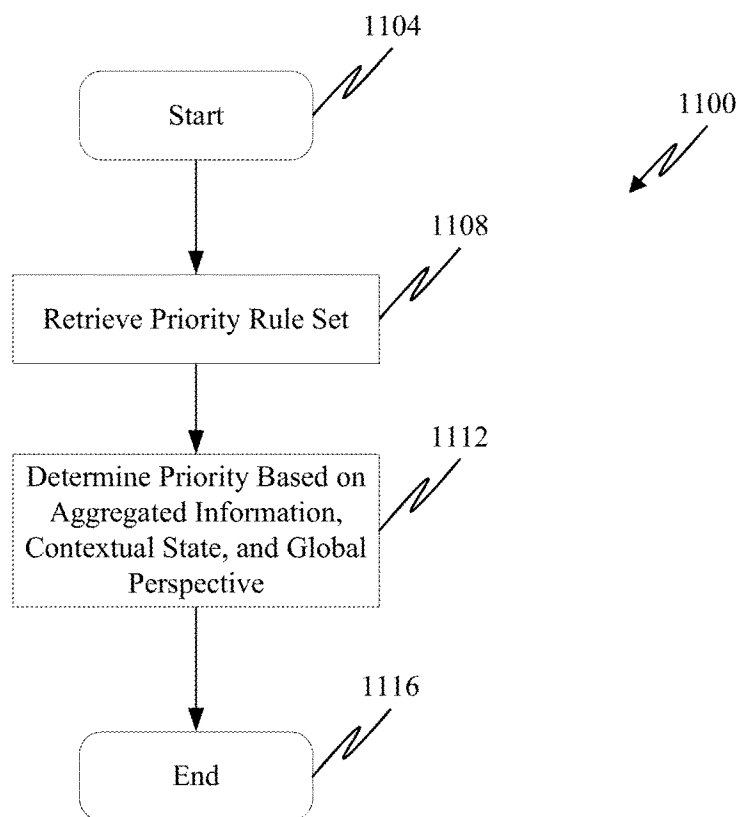 1104
Start
1100
1108
Retrieve Priority Rule Set
1112
Determine Priority Based on
Aggregated Information,
Contextual State, and Global
Perspective
1116
End